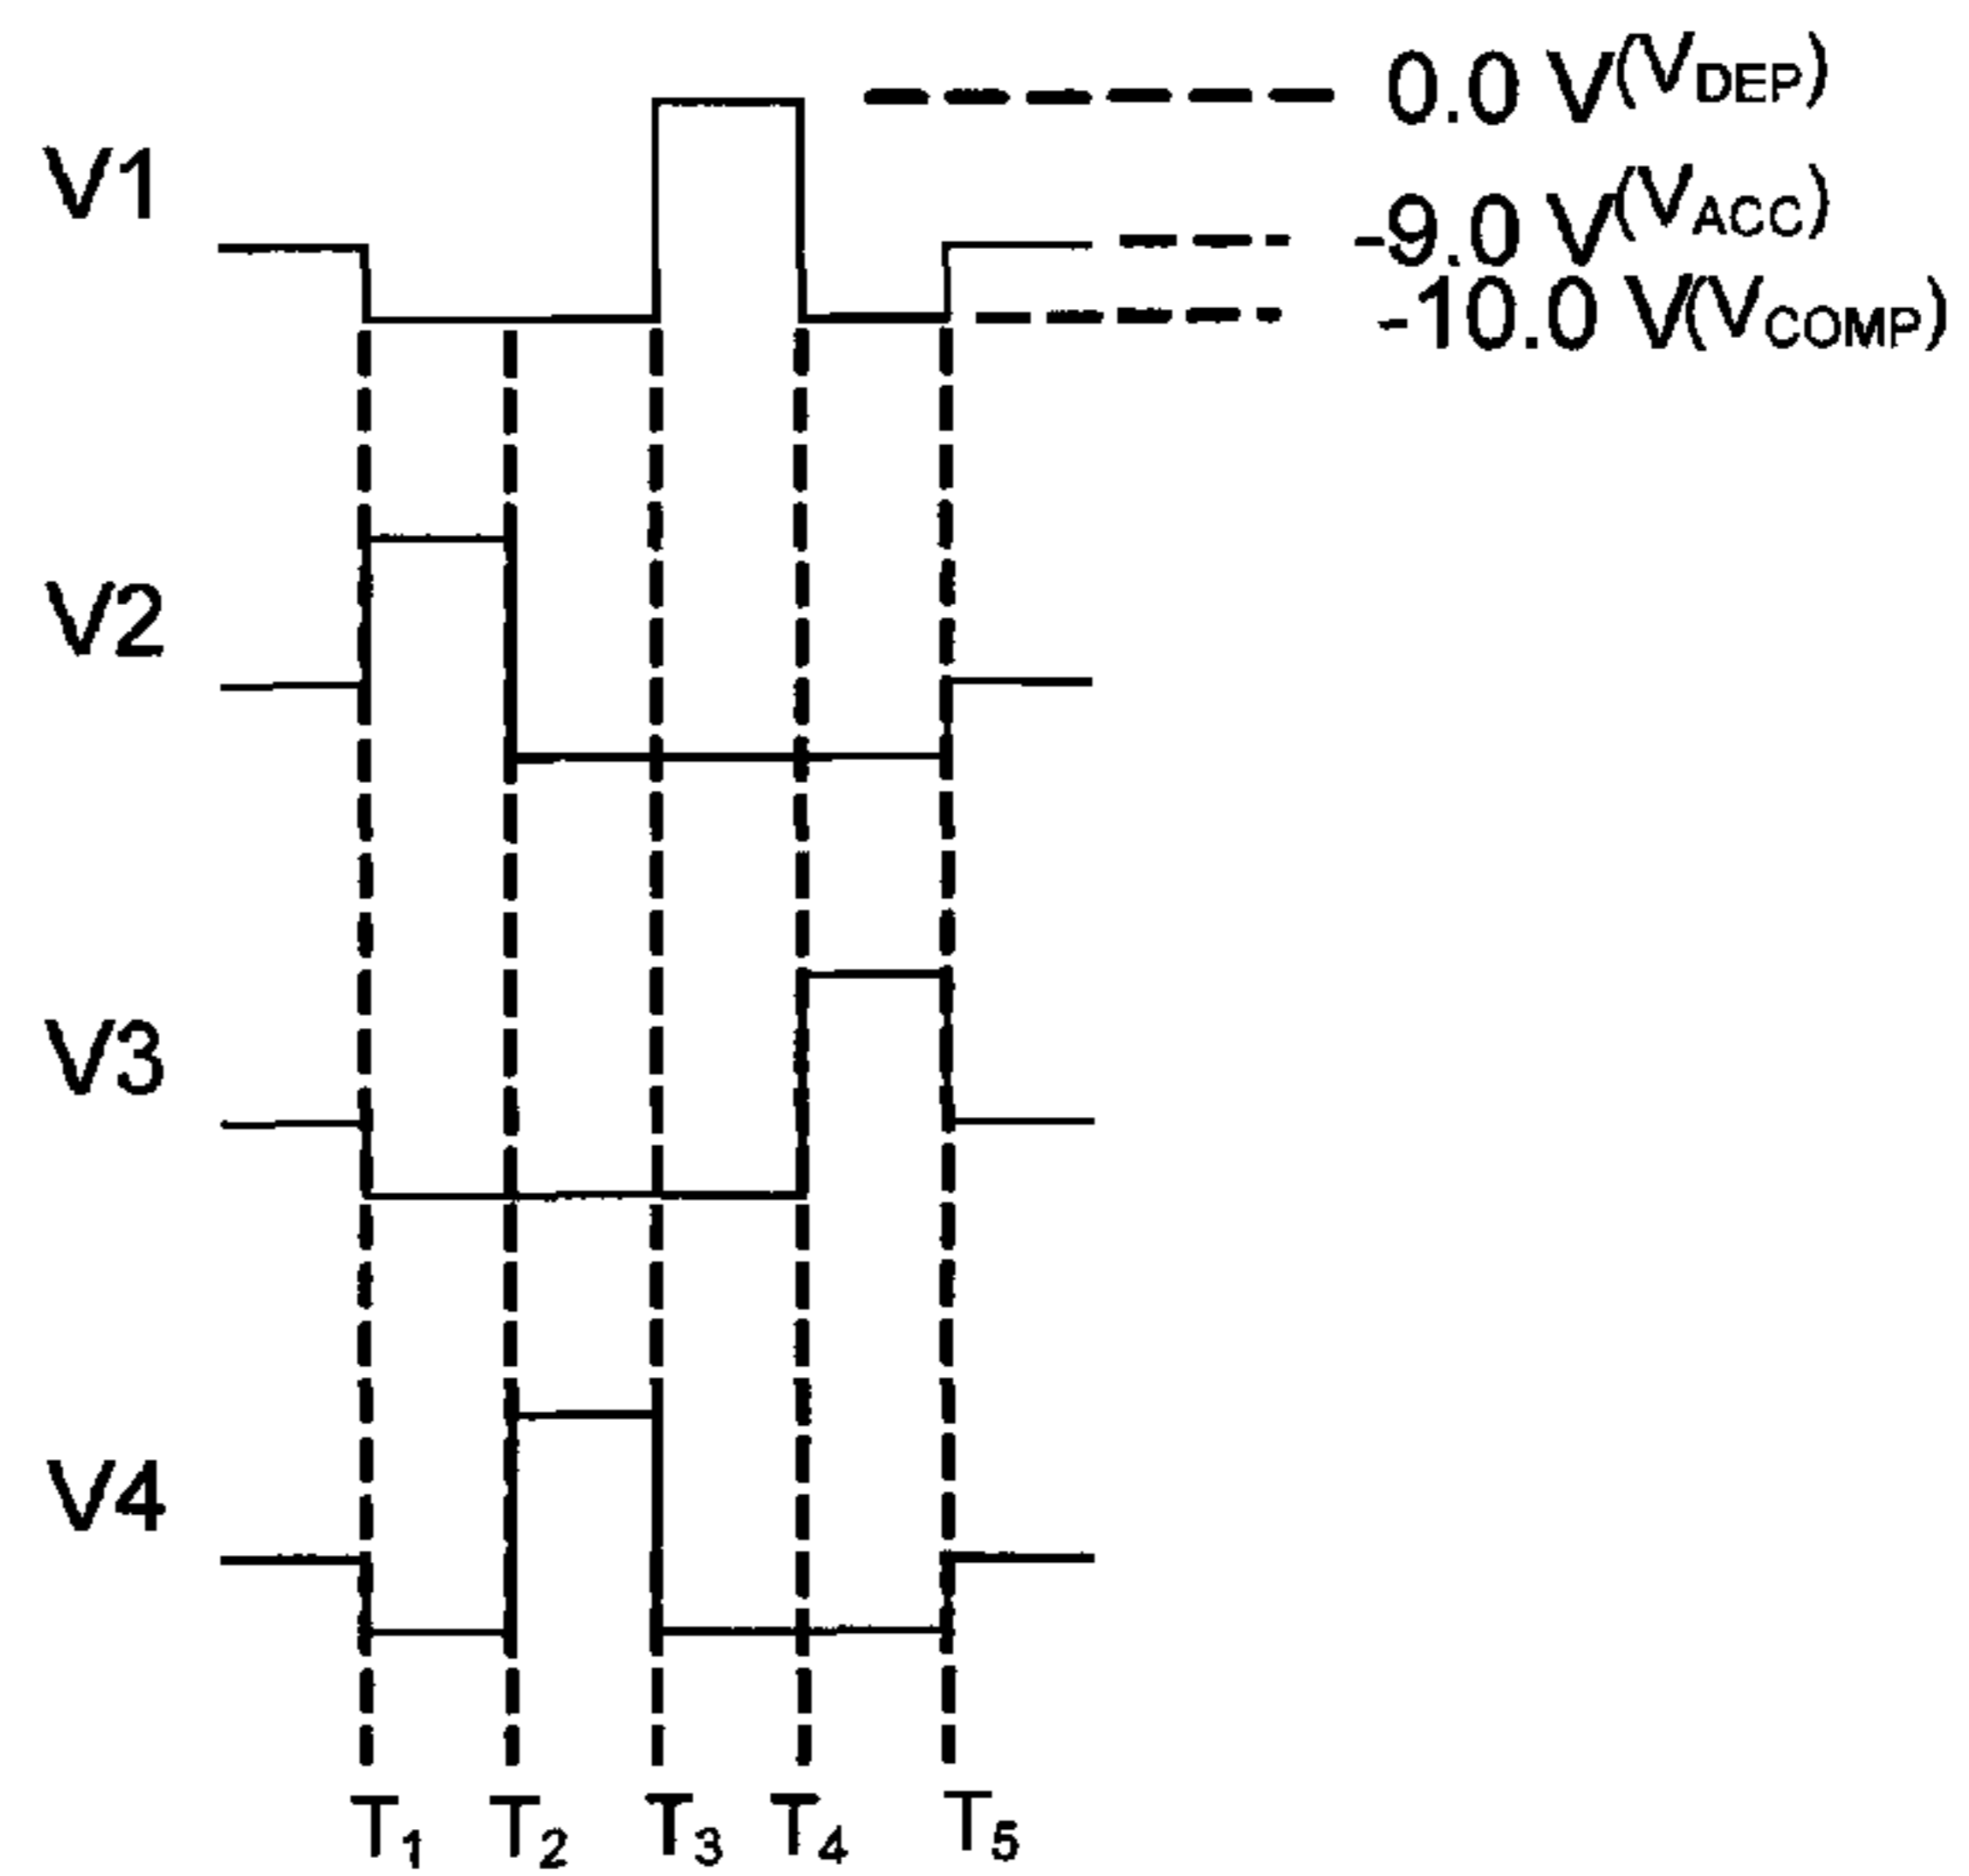 0.0 V(VDEP)
V1
-9.0 V(VACC)
-10.0 V(VCOMP)
V2
V3
V4
T1 T2 T3 T4 T5